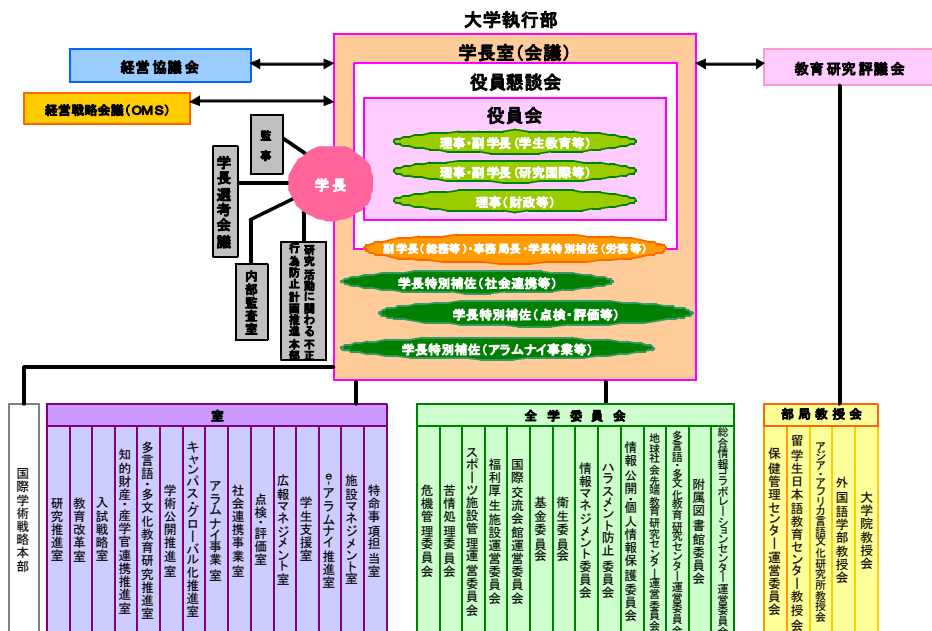 大学執行部
学長室(会議)
経営協議会
教育研究評議会
役員懇談会
経営戦略会議(OMS)
役員会
監事
理事・副学長(学生教育等)
理事・副学長(研究国際等)
学長
学長選考会議
理事(財政等)
副学長(総務等)・事務局長・学長特別補佐(労務等)
内部監査室
研究活動に関わる不正
行為防止計画推進本部
学長特別補佐(社会連携等)
学長特別補佐(点検・評価等)
学長特別補佐(アラムナイ事業等)
国際学術戦略本部
室
研究推進室
教育改革室
入試戦略室
知的財産・産学官連携推進室
多言語・多文化教育研究推進室
学術公開推進室
キャンパス・グローバル化推進室
アラムナイ事業室
社会連携事業室
点検・評価室
広報マネジメント室
学生支援室
e-アラムナイ推進室
施設マネジメント室
特命事項担当室
全学委員会
危機管理委員会
苦情処理委員会
スポーツ施設管理運営委員会
福利厚生施設運営委員会
国際交流会館運営委員会
基金委員会
衛生委員会
情報マネジメント委員会
ハラスメント防止委員会
情報公開・個人情報保護委員会
地球社会先端教育研究センター運営委員会
多言語・多文化教育研究センター運営委員会
附属図書館委員会
総合情報コラボレーションセンター運営委員会
部局教授会
保健管理センター運営委員会
留学生日本語教育センター教授会
アジア・アフリカ言語文化研究所教授会
外国語学部教授会
大学院教授会